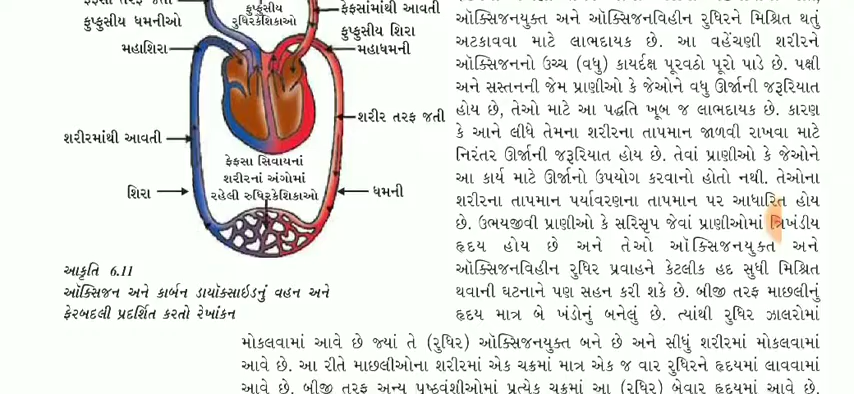 કુફ્ફુસીય ધમનીઓ
કુફ્ફુસીય
રુધિરકેશિકાઓ
ફેફસાંમાંથી આવતી
કુફ્ફુસીય શિરા
મહાશિરા
મહાધમની
શરીર તરફ જતી
શરીરમાંથી આવતી
ફેફસા સિવાયનાં
શરીરનાં અંગોમાં
રહેલી રુધિરકેશિકાઓ
શિરા
ધમની
આકૃતિ 6.11
ઑક્સિજન અને કાર્બન ડાયૉક્સાઈડનું વહન અને
ફેરબદલી પ્રદર્શિત કરતો રેખાંકન
ઑક્સિજનયુક્ત અને ઑક્સિજનવિહીન રુધિરને મિશ્રિત થતું
અટકાવવા માટે લાભદાયક છે. આ વહેંચણી શરીરને
ઑક્સિજનનો ઉચ્ચ (વધુ) કાર્યદક્ષ પૂરવઠો પૂરો પાડે છે. પક્ષી
અને સસ્તનની જેમ પ્રાણીઓ કે જેઓને વધુ ઊર્જાની જરૂરિયાત
હોય છે, તેઓ માટે આ પદ્ધતિ ખૂબ જ લાભદાયક છે. કારણ
કે આને લીધે તેમના શરીરના તાપમાન જાળવી રાખવા માટે
નિરંતર ઊર્જાની જરૂરિયાત હોય છે. તેવાં પ્રાણીઓ કે જેઓને
આ કાર્ય માટે ઊર્જાનો ઉપયોગ કરવાનો હોતો નથી. તેઓના
શરીરના તાપમાન પર્યાવરણના તાપમાન પર આધારિત હોય
છે. ઉભયજીવી પ્રાણીઓ કે સરિસૃપ જેવાં પ્રાણીઓમાં ત્રિખંડીય
હૃદય હોય છે અને તેઓ ઑક્સિજનયુક્ત અને
ઑક્સિજનવિહીન રુધિર પ્રવાહને કેટલીક હદ સુધી મિશ્રિત
થવાની ઘટનાને પણ સહન કરી શકે છે. બીજી તરફ માછલીનું
હૃદય માત્ર બે ખંડોનું બનેલું છે. ત્યાંથી રુધિર ઝાલરોમાં
મોકલવામાં આવે છે જ્યાં તે (રુધિર) ઑક્સિજનયુક્ત બને છે અને સીધું શરીરમાં મોકલવામાં
આવે છે. આ રીતે માછલીઓના શરીરમાં એક ચક્રમાં માત્ર એક જ વાર રુધિરને હૃદયમાં લાવવામાં
આવે છે. બીજી તરફ અન્ય પૃષ્ઠવંશીઓમાં પ્રત્યેક ચક્રમાં આ (રુધિર) બેવાર હૃદયમાં આવે છે.